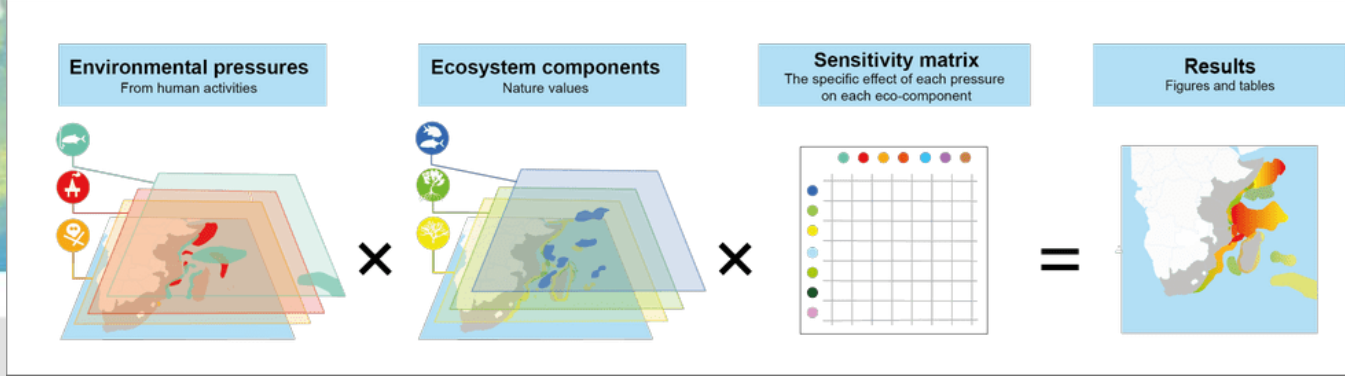 Environmental pressures
From human activities
Ecosystem components
Nature values
Sensitivity matrix
The specific effect of each pressure
on each eco-component
Results
Figures and tables